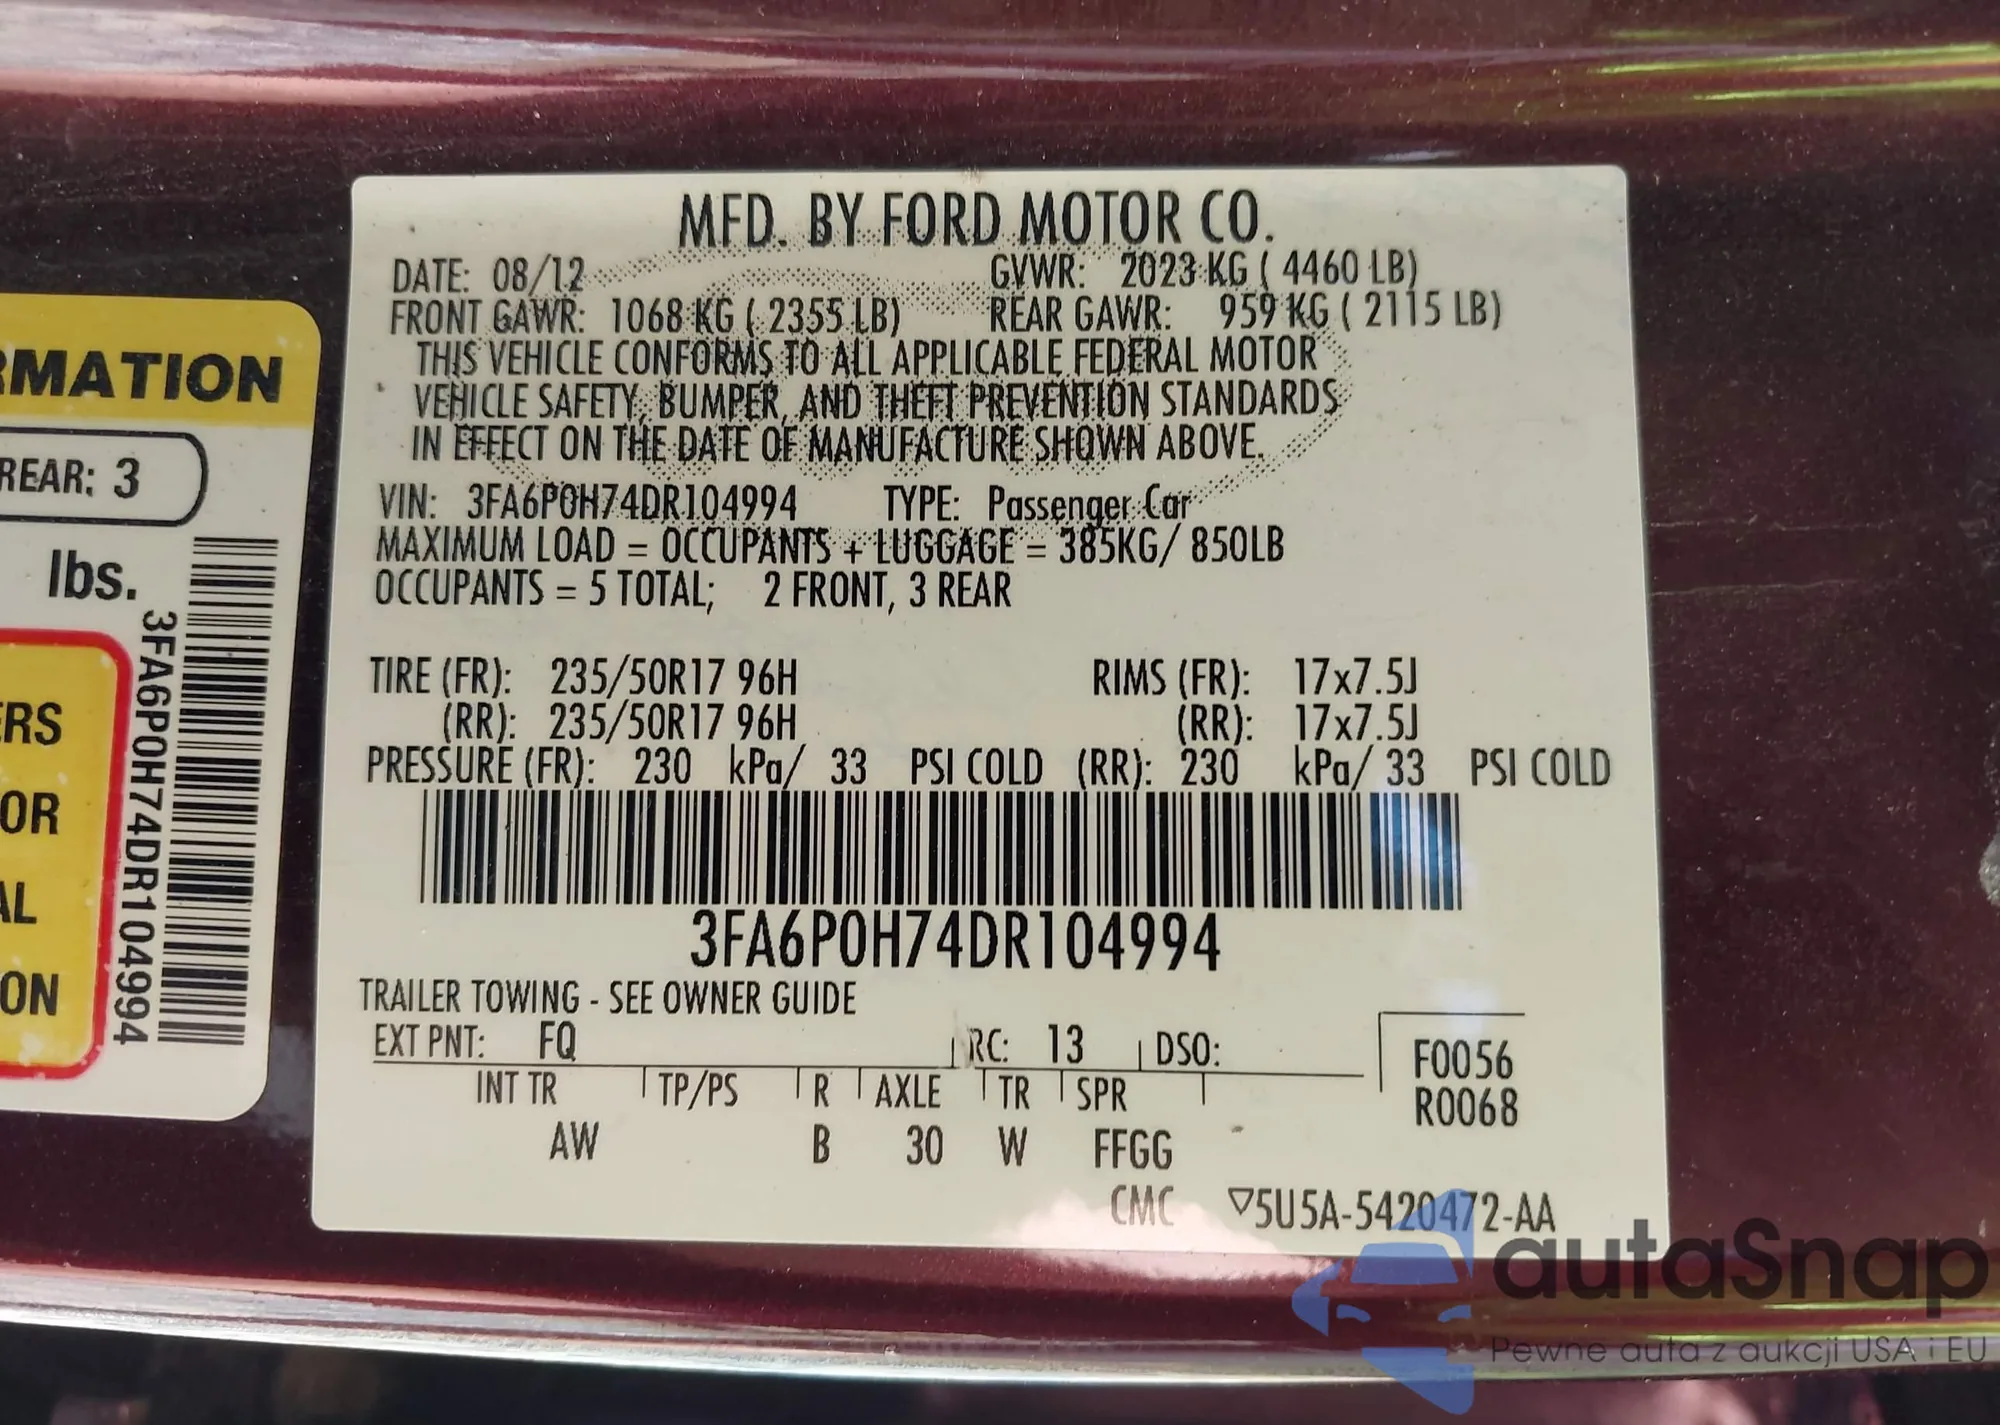 RMATION
REAR: 3
lbs.
3FA6P0H74DR104994
ERS
OR
AL
ON
MFD. BY FORD MOTOR CO.
DATE: 08/12 GVWR: 2023 KG ( 4460 LB)
FRONT GAWR: 1068 KG ( 2355 LB) REAR GAWR: 959 KG ( 2115 LB)
THIS VEHICLE CONFORMS TO ALL APPLICABLE FEDERAL MOTOR
VEHICLE SAFETY, BUMPER, AND THEFT PREVENTION STANDARDS
IN EFFECT ON THE DATE OF MANUFACTURE SHOWN ABOVE.
VIN: 3FA6P0H74DR104994 TYPE: Passenger Car
MAXIMUM LOAD = OCCUPANTS + LUGGAGE = 385KG/ 850LB
OCCUPANTS = 5 TOTAL; 2 FRONT, 3 REAR
TIRE (FR): 235/50R17 96H RIMS (FR): 17x7.5J
(RR): 235/50R17 96H (RR): 17x7.5J
PRESSURE (FR): 230 kPa/ 33 PSI COLD (RR): 230 kPa/ 33 PSI COLD
3FA6P0H74DR104994
TRAILER TOWING - SEE OWNER GUIDE
EXT PNT: FQ RC: 13 DSO:
F0056
R0068
INT TR TP/PS R AXLE TR SPR
AW B 30 W FFGG
CMC ▽5U5A-5420472-AA
autaSnap
Pewne auta z aukcji USA i EU